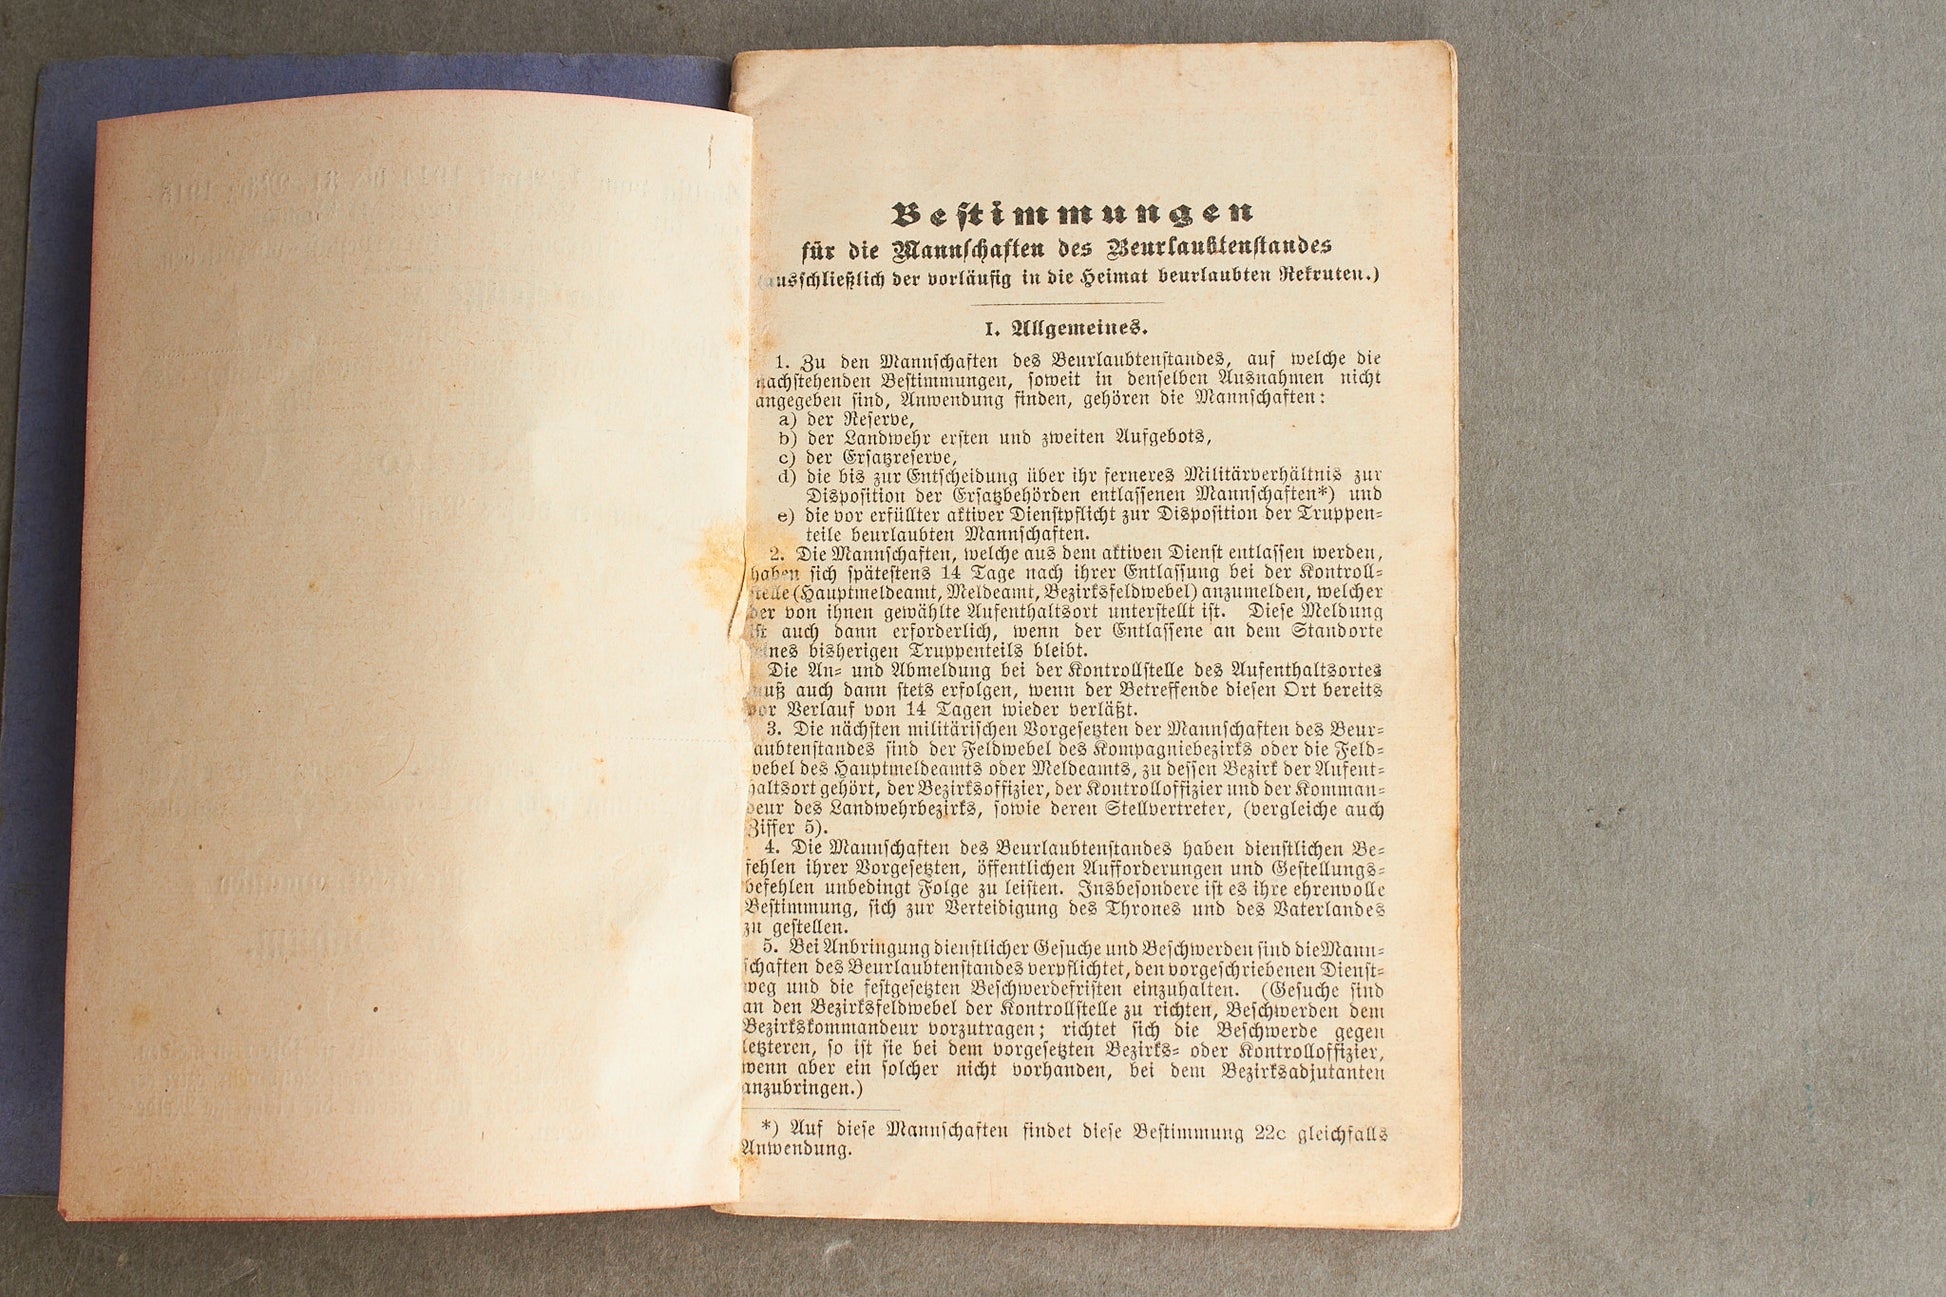 Bestimmungen
für die Mannschaften des Beurlaubtenstandes
(ausschließlich der vorläufig in die Heimat beurlaubten Rekruten.)
I. Allgemeines.
1. Zu den Mannschaften des Beurlaubtenstandes, auf welche die
nachstehenden Bestimmungen, soweit in denselben Ausnahmen nicht
angegeben sind, Anwendung finden, gehören die Mannschaften:
a) der Reserve,
b) der Landwehr ersten und zweiten Aufgebots,
c) der Ersatzreserve,
d) die bis zur Entscheidung über ihr ferneres Militärverhältnis zur
Disposition der Ersatzbehörden entlassenen Mannschaften*) und
e) die vor erfüllter aktiver Dienstpflicht zur Disposition der Truppen-
teile beurlaubten Mannschaften.
2. Die Mannschaften, welche aus dem aktiven Dienst entlassen werden,
haben sich spätestens 14 Tage nach ihrer Entlassung bei der Kontroll-
stelle (Hauptmeldeamt, Meldeamt, Bezirksfeldwebel) anzumelden, welcher
der von ihnen gewählte Aufenthaltsort unterstellt ist. Diese Meldung
ist auch dann erforderlich, wenn der Entlassene an dem Standorte
seines bisherigen Truppenteils bleibt.
Die An- und Abmeldung bei der Kontrollstelle des Aufenthaltsortes
muß auch dann stets erfolgen, wenn der Betreffende diesen Ort bereits
vor Verlauf von 14 Tagen wieder verläßt.
3. Die nächsten militärischen Vorgesetzten der Mannschaften des Beur-
laubtenstandes sind der Feldwebel des Kompagniebezirks oder die Feld-
webel des Hauptmeldeamts oder Meldeamts, zu dessen Bezirk der Aufent-
haltsort gehört, der Bezirksoffizier, der Kontrolloffizier und der Komman-
deur des Landwehrbezirks, sowie deren Stellvertreter, (vergleiche auch
Ziffer 5).
4. Die Mannschaften des Beurlaubtenstandes haben dienstlichen Be-
fehlen ihrer Vorgesetzten, öffentlichen Aufforderungen und Gestellungs-
befehlen unbedingt Folge zu leisten. Insbesondere ist es ihre ehrenvolle
Bestimmung, sich zur Verteidigung des Thrones und des Vaterlandes
zu gestellen.
5. Bei Anbringung dienstlicher Gesuche und Beschwerden sind die Mann-
schaften des Beurlaubtenstandes verpflichtet, den vorgeschriebenen Dienst-
weg und die festgesetzten Beschwerdefristen einzuhalten. (Gesuche sind
an den Bezirksfeldwebel der Kontrollstelle zu richten, Beschwerden dem
Bezirkskommandeur vorzutragen; richtet sich die Beschwerde gegen
letzteren, so ist sie bei dem vorgesetzten Bezirks- oder Kontrolloffizier,
wenn aber ein solcher nicht vorhanden, bei dem Bezirksadjutanten
anzubringen.)
*) Auf diese Mannschaften findet diese Bestimmung 22c gleichfalls
Anwendung.